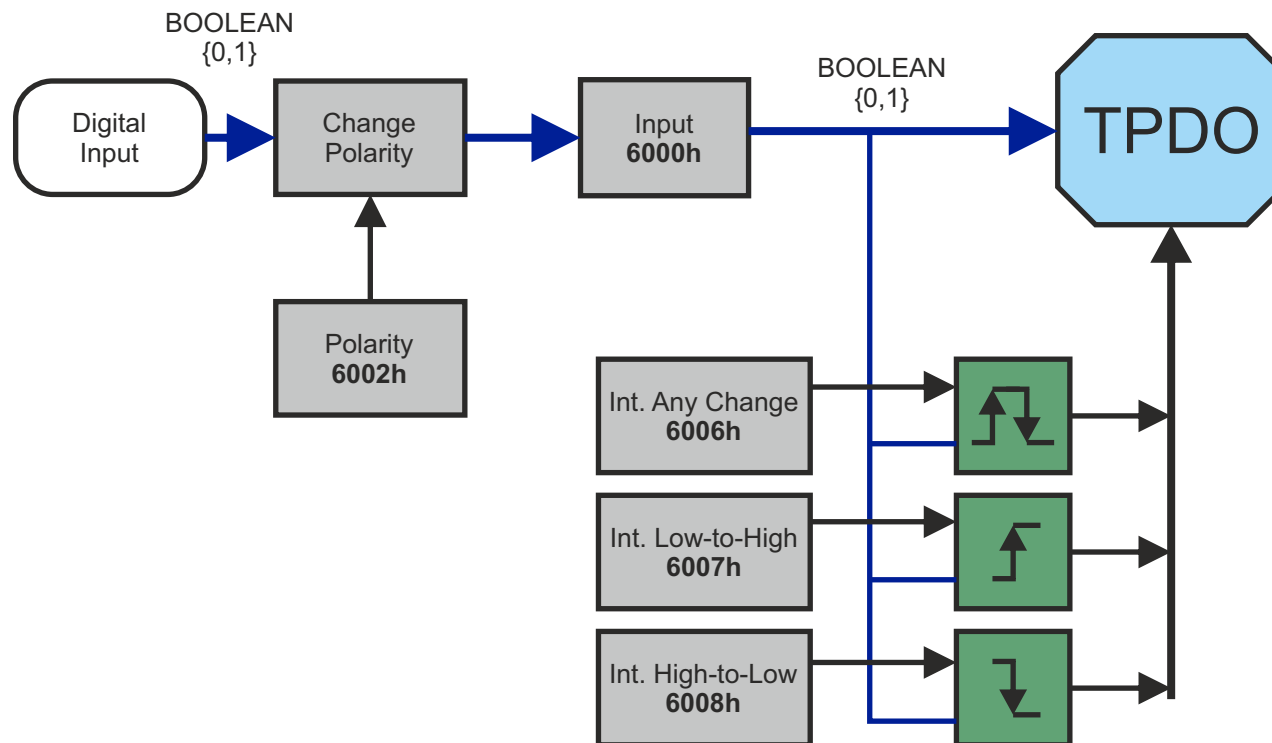 BOOLEAN
{0,1}
Digital
Input
Change
Polarity
Input
6000h
BOOLEAN
{0,1}
TPDO
Polarity
6002h
Int. Any Change
6006h
Int. Low-to-High
6007h
Int. High-to-Low
6008h